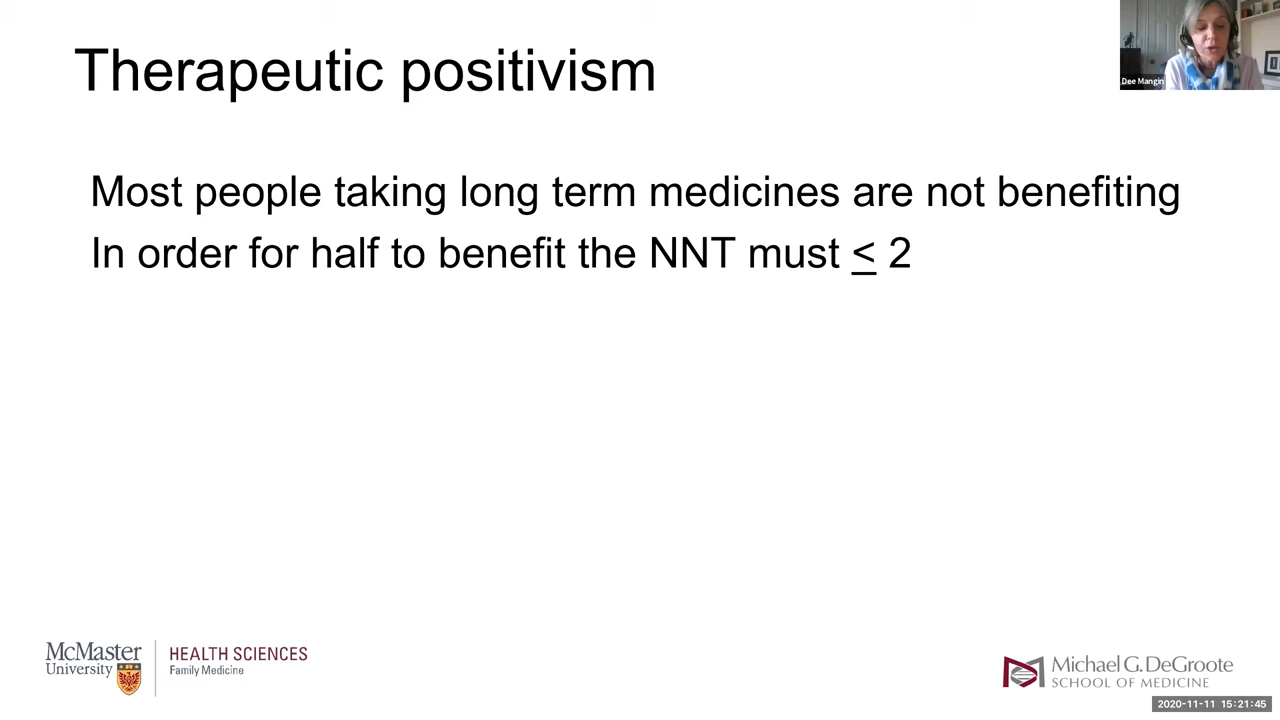 Therapeutic positivism
Dee Mangin
Most people taking long term medicines are not benefiting
In order for half to benefit the NNT must ≤ 2
McMaster
University
HEALTH SCIENCES
Family Medicine
Michael G. DeGroote
SCHOOL OF MEDICINE
2020-11-11 15:21:45